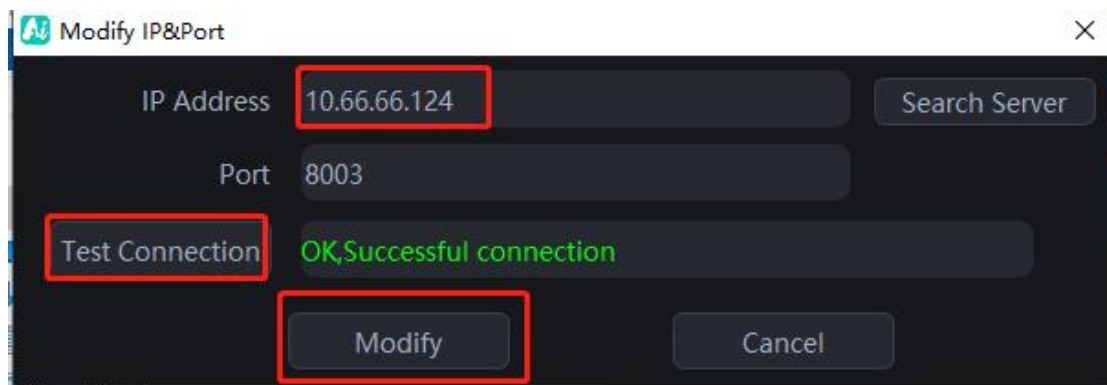 Ai Modify IP&Port
IP Address 10.66.66.124 Search Server
Port 8003
Test Connection OK,Successful connection
Modify Cancel